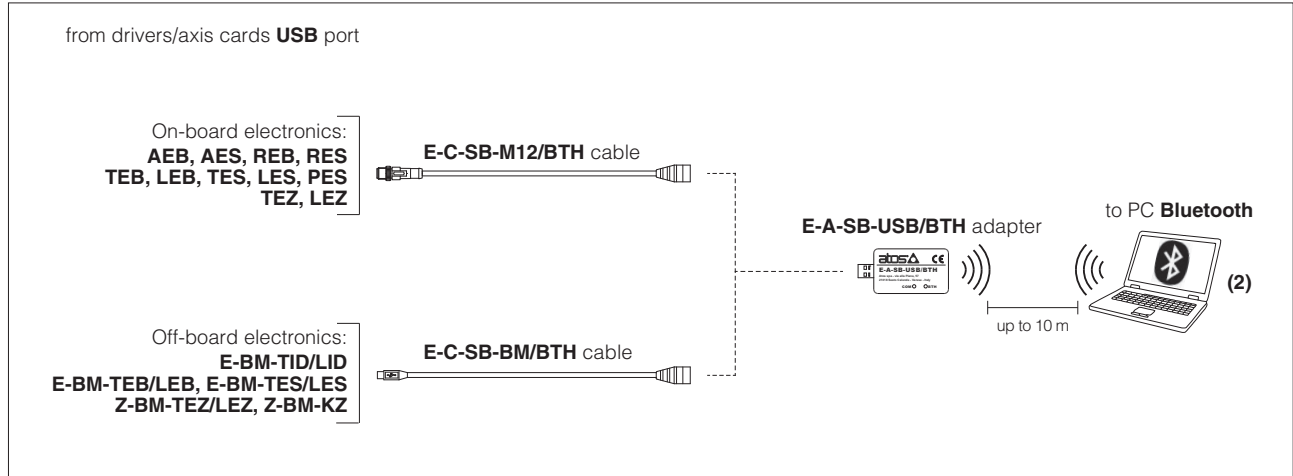 from drivers/axis cards USB port
On-board electronics:
AEB, AES, REB, RES
TEB, LEB, TES, LES, PES
TEZ, LEZ
E-C-SB-M12/BTH cable
E-A-SB-USB/BTH adapter
to PC Bluetooth
atos
CE
E-A-SB-USB/BTH
COM
BTH
(2)
up to 10 m
Off-board electronics:
E-BM-TID/LID
E-BM-TEB/LEB, E-BM-TES/LES
Z-BM-TEZ/LEZ, Z-BM-KZ
E-C-SB-BM/BTH cable